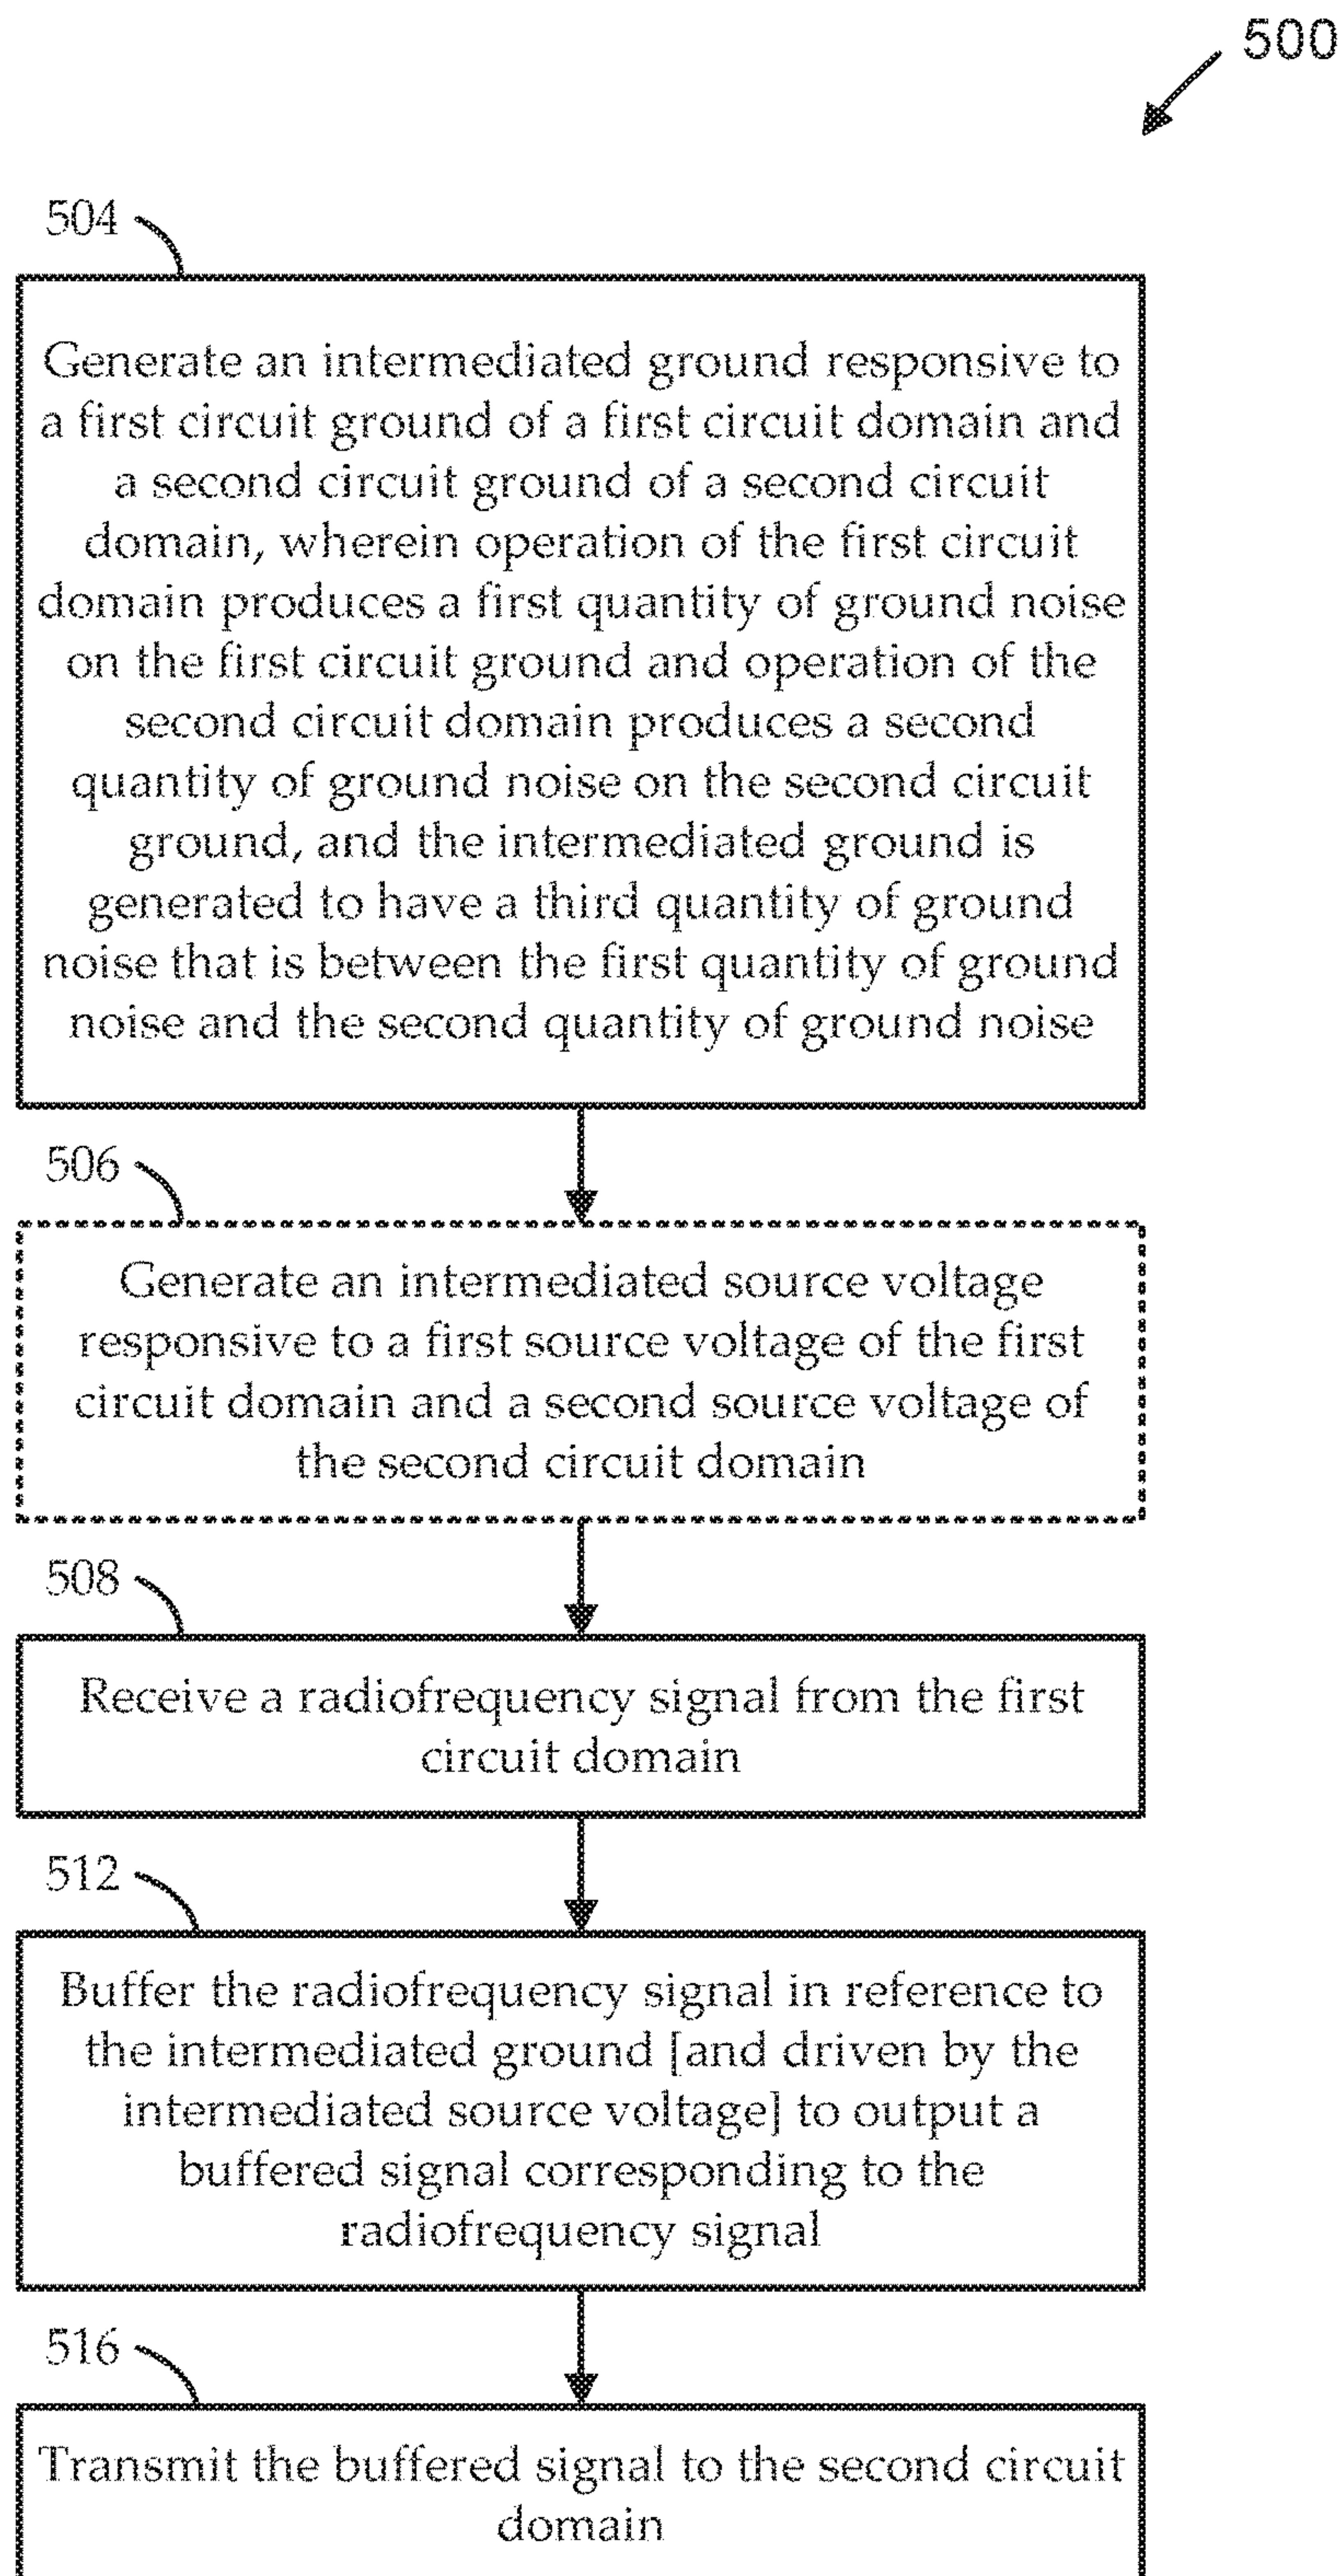 500
504
Generate an intermediated ground responsive to
a first circuit ground of a first circuit domain and
a second circuit ground of a second circuit
domain, wherein operation of the first circuit
domain produces a first quantity of ground noise
on the first circuit ground and operation of the
second circuit domain produces a second
quantity of ground noise on the second circuit
ground, and the intermediated ground is
generated to have a third quantity of ground
noise that is between the first quantity of ground
noise and the second quantity of ground noise
506
Generate an intermediated source voltage
responsive to a first source voltage of the first
circuit domain and a second source voltage of
the second circuit domain
508
Receive a radiofrequency signal from the first
circuit domain
512
Buffer the radiofrequency signal in reference to
the intermediated ground [and driven by the
intermediated source voltage] to output a
buffered signal corresponding to the
radiofrequency signal
516
Transmit the buffered signal to the second circuit
domain